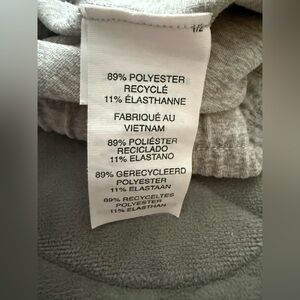 1/2
89% POLYESTER
RECYCLÉ
11% ÉLASTHANNE
FABRIQUÉ AU
VIETNAM
89% POLIÉSTER
RECICLADO
11% ELASTANO
89% GERECYCLEERD
POLYESTER
11% ELASTAAN
89% RECYCELTES
POLYESTER
11% ELASTHAN